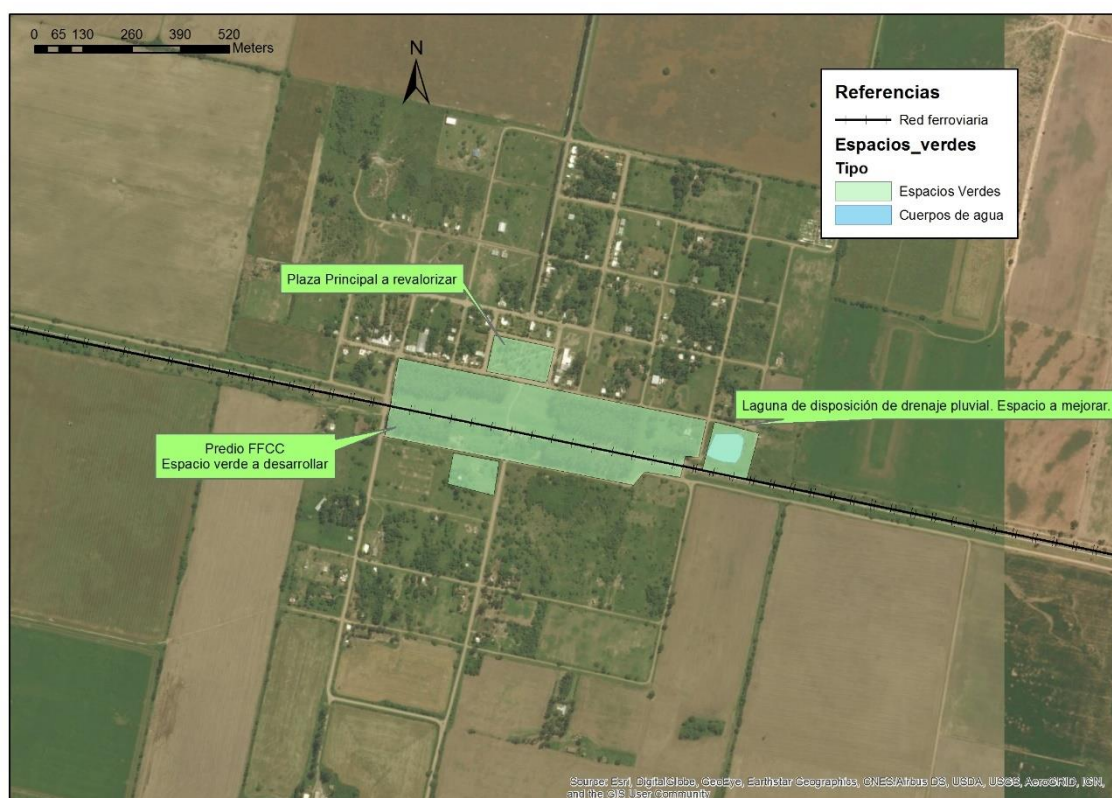 0 65 130 260 390 520
Meters
N
Referencias
Red ferroviaria
Espacios_verdes
Tipo
Espacios Verdes
Cuerpos de agua
Plaza Principal a revalorizar
Laguna de disposición de drenaje pluvial. Espacio a mejorar.
Predio FFCC
Espacio verde a desarrollar
Source: Esri, DigitalGlobe, GeoEye, Earthstar Geographics, CNES/Airbus DS, USDA, USGS, AeroGRID, IGN,
and the GIS User Community